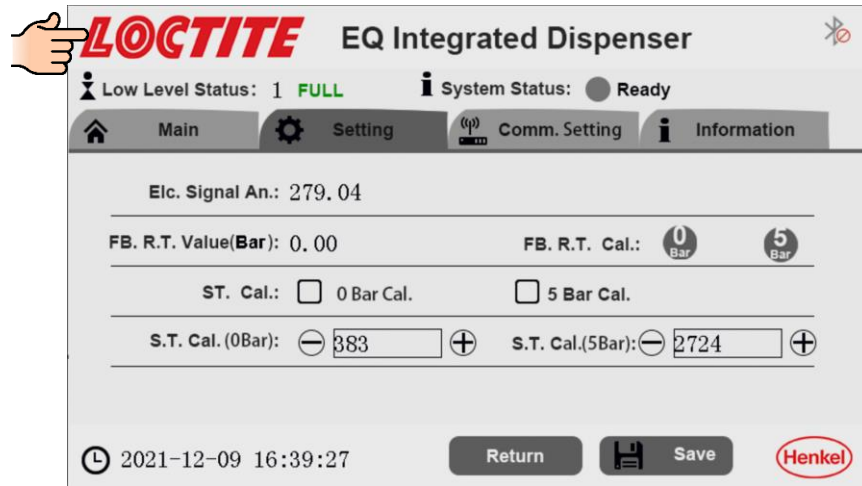 LOCTITE EQ Integrated Dispenser
Low Level Status: 1 FULL System Status: Ready
Main Setting Comm. Setting Information
Elc. Signal An.: 279.04
FB. R.T. Value(Bar): 0.00 FB. R.T. Cal.: 0 Bar 5 Bar
ST. Cal.: 0 Bar Cal. 5 Bar Cal.
S.T. Cal. (0Bar): 383 S.T. Cal.(5Bar): 2724
2021-12-09 16:39:27 Return Save Henkel